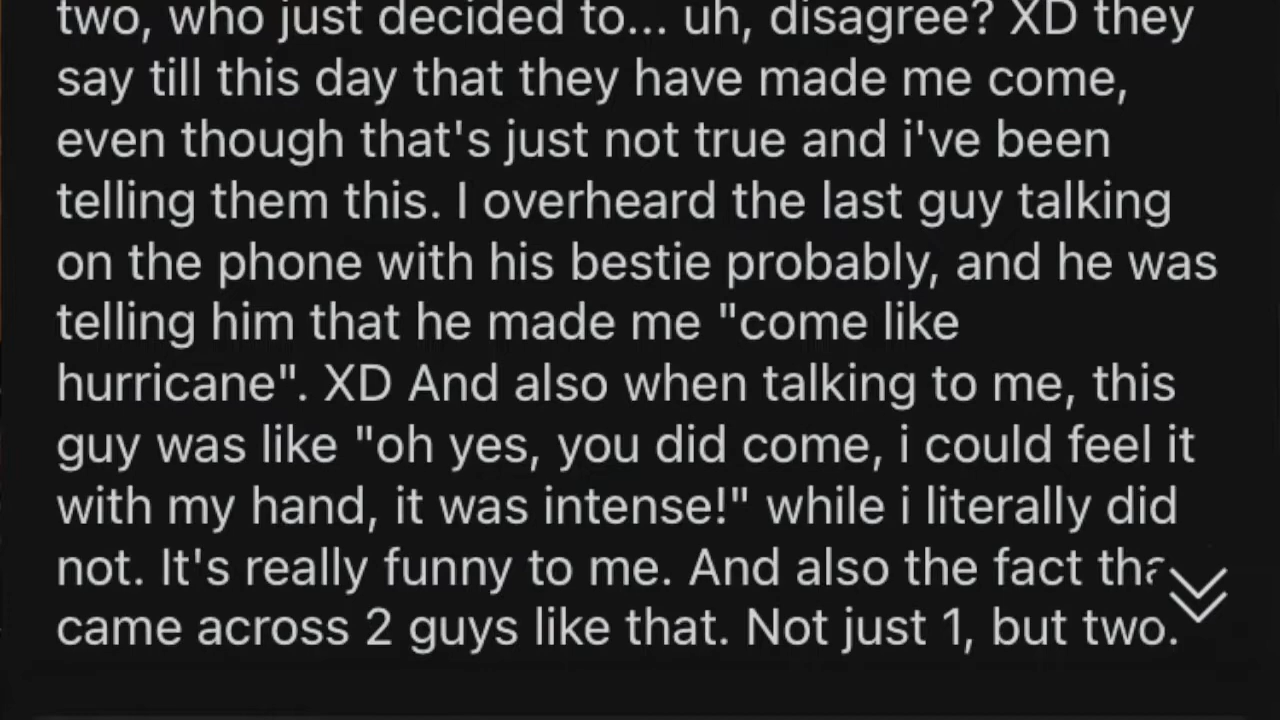 two, who just decided to... uh, disagree? XD they
say till this day that they have made me come,
even though that's just not true and i've been
telling them this. I overheard the last guy talking
on the phone with his bestie probably, and he was
telling him that he made me "come like
hurricane". XD And also when talking to me, this
guy was like "oh yes, you did come, i could feel it
with my hand, it was intense!" while i literally did
not. It's really funny to me. And also the fact
came across 2 guys like that. Not just 1, but two.